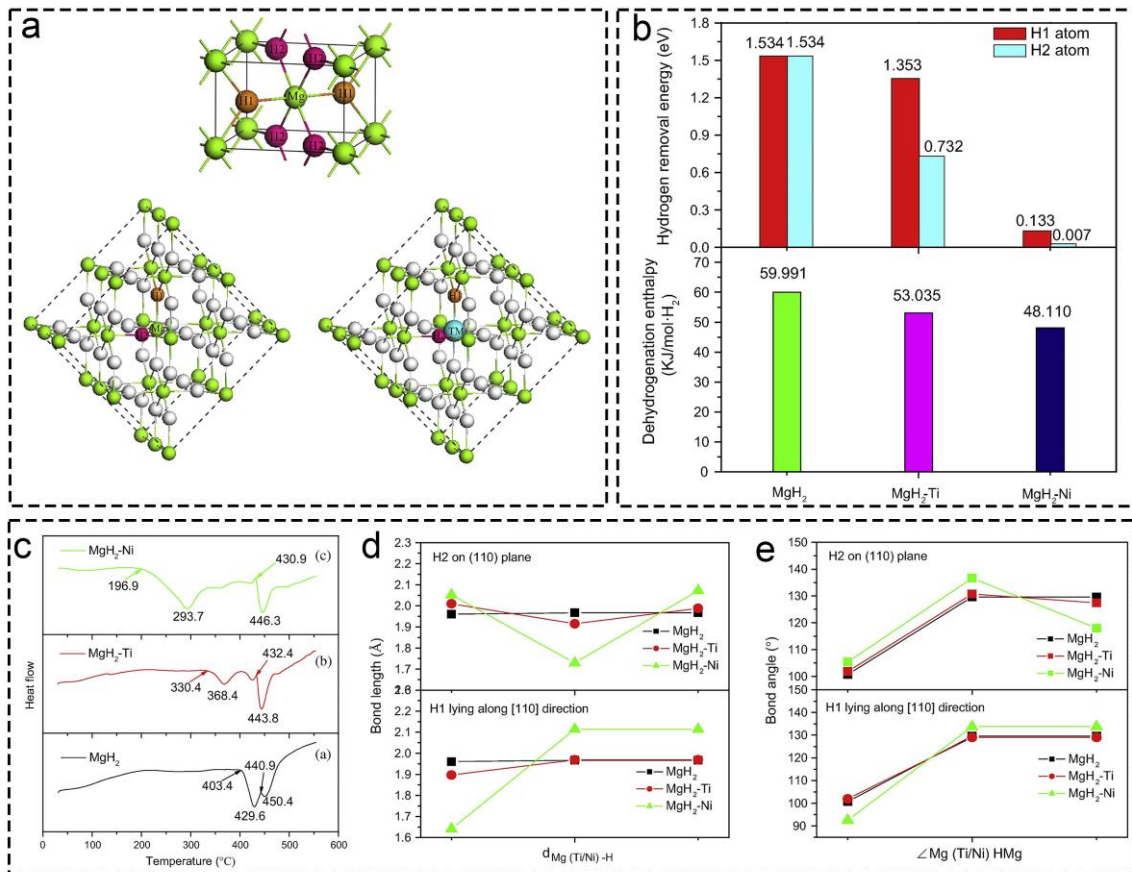 a
H2
H2
H1
Mg
H1
H2
H2
Mg
TM
b
H1 atom
H2 atom
Hydrogen removal energy (eV)
1.8
1.5
1.2
0.9
0.6
0.3
0.0
1.534
1.534
1.353
0.732
0.133
0.007
Dehydrogenation enthalpy
(KJ/mol·H2)
60
50
40
30
20
10
0
59.991
53.035
48.110
MgH2
MgH2-Ti
MgH2-Ni
c
Heat flow
MgH2-Ni
(c)
196.9
293.7
430.9
446.3
MgH2-Ti
(b)
330.4
368.4
432.4
443.8
MgH2
(a)
403.4
429.6
440.9
450.4
0 100 200 300 400 500 600
Temperature (°C)
d
H2 on (110) plane
Bond length (Å)
2.3
2.2
2.1
2.0
1.9
1.8
1.7
MgH2
MgH2-Ti
MgH2-Ni
H1 lying along [110] direction
2.2
2.1
2.0
1.9
1.8
1.7
1.6
MgH2
MgH2-Ti
MgH2-Ni
d Mg (Ti/Ni) -H
e
H2 on (110) plane
Bond angle (°)
150
140
130
120
110
100
MgH2
MgH2-Ti
MgH2-Ni
150
H1 lying along [110] direction
140
130
120
110
100
90
MgH2
MgH2-Ti
MgH2-Ni
∠Mg (Ti/Ni) HMg